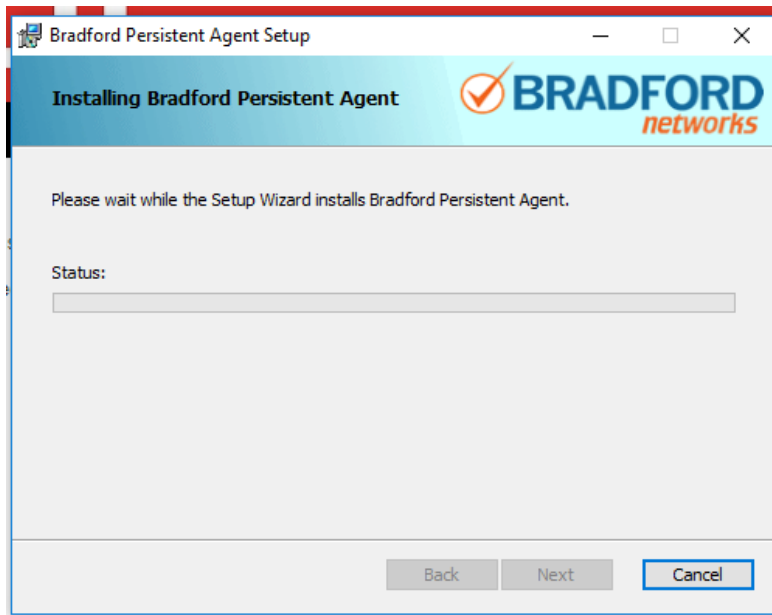 Bradford Persistent Agent Setup
Installing Bradford Persistent Agent
BRADFORD
networks
Please wait while the Setup Wizard installs Bradford Persistent Agent.
Status:
Back Next Cancel